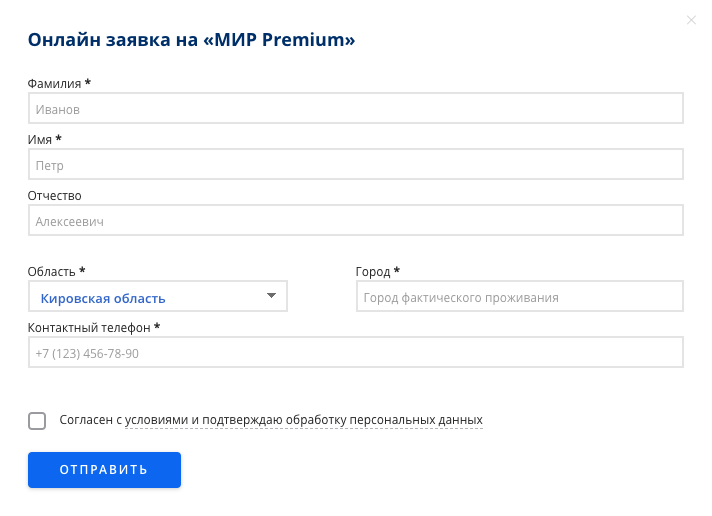 Онлайн заявка на «МИР Premium»
Фамилия *
Иванов
Имя *
Петр
Отчество
Алексеевич
Область * Город *
Кировская область Город фактического проживания
Контактный телефон *
+7 (123) 456-78-90
Согласен с условиями и подтверждаю обработку персональных данных
ОТПРАВИТЬ